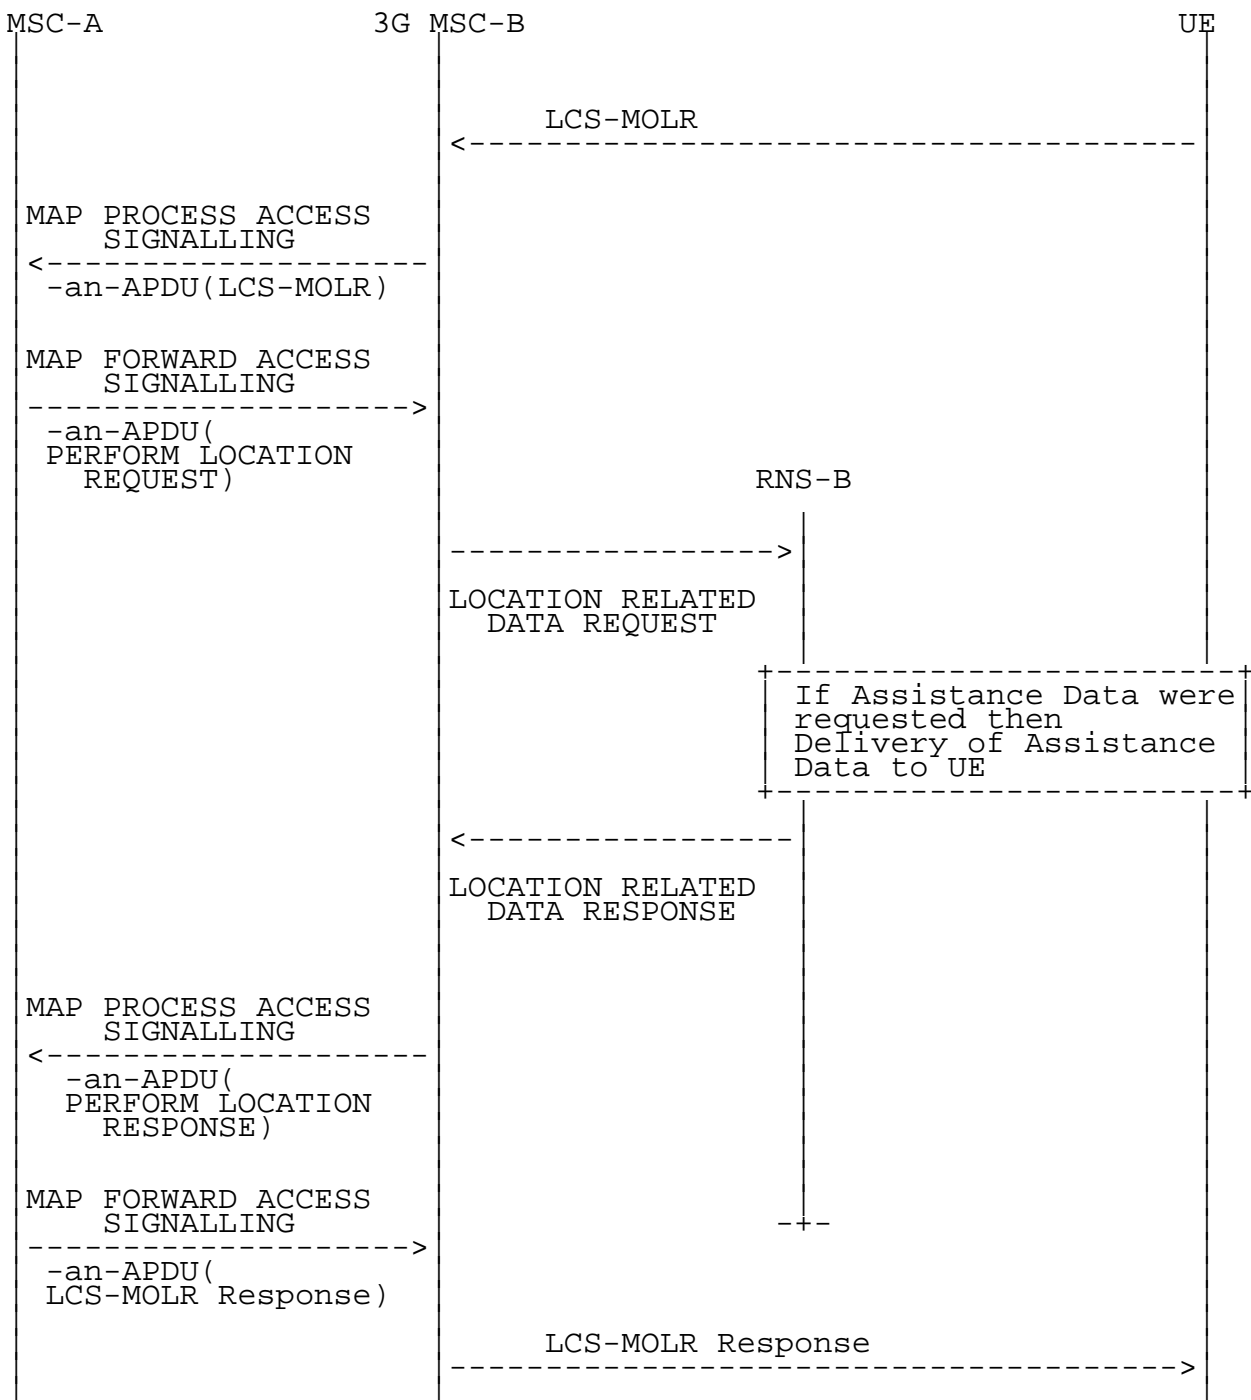 MSC-A 3G MSC-B UE
LCS-MOLR
MAP PROCESS ACCESS
SIGNALLING
-an-APDU(LCS-MOLR)
MAP FORWARD ACCESS
SIGNALLING
-an-APDU(
PERFORM LOCATION
REQUEST)
RNS-B
LOCATION RELATED
DATA REQUEST
If Assistance Data were
requested then
Delivery of Assistance
Data to UE
LOCATION RELATED
DATA RESPONSE
MAP PROCESS ACCESS
SIGNALLING
-an-APDU(
PERFORM LOCATION
RESPONSE)
MAP FORWARD ACCESS
SIGNALLING
-an-APDU(
LCS-MOLR Response)
LCS-MOLR Response